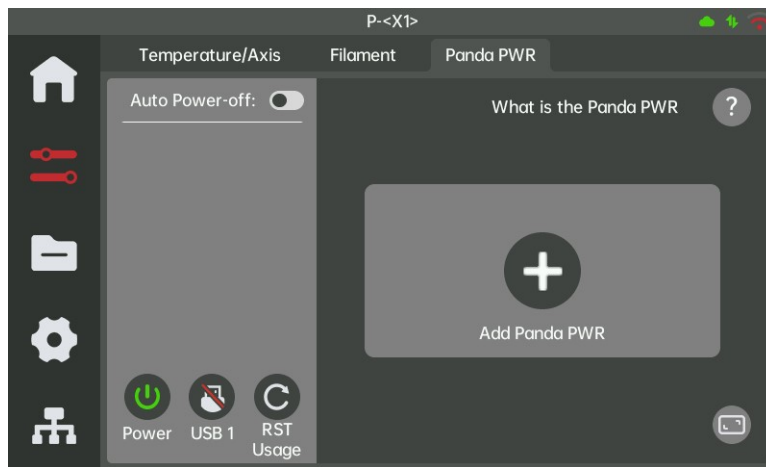 P-<X1>
Temperature/Axis
Filament
Panda PWR
Auto Power-off:
What is the Panda PWR
?
Add Panda PWR
Power
USB 1
RST
Usage